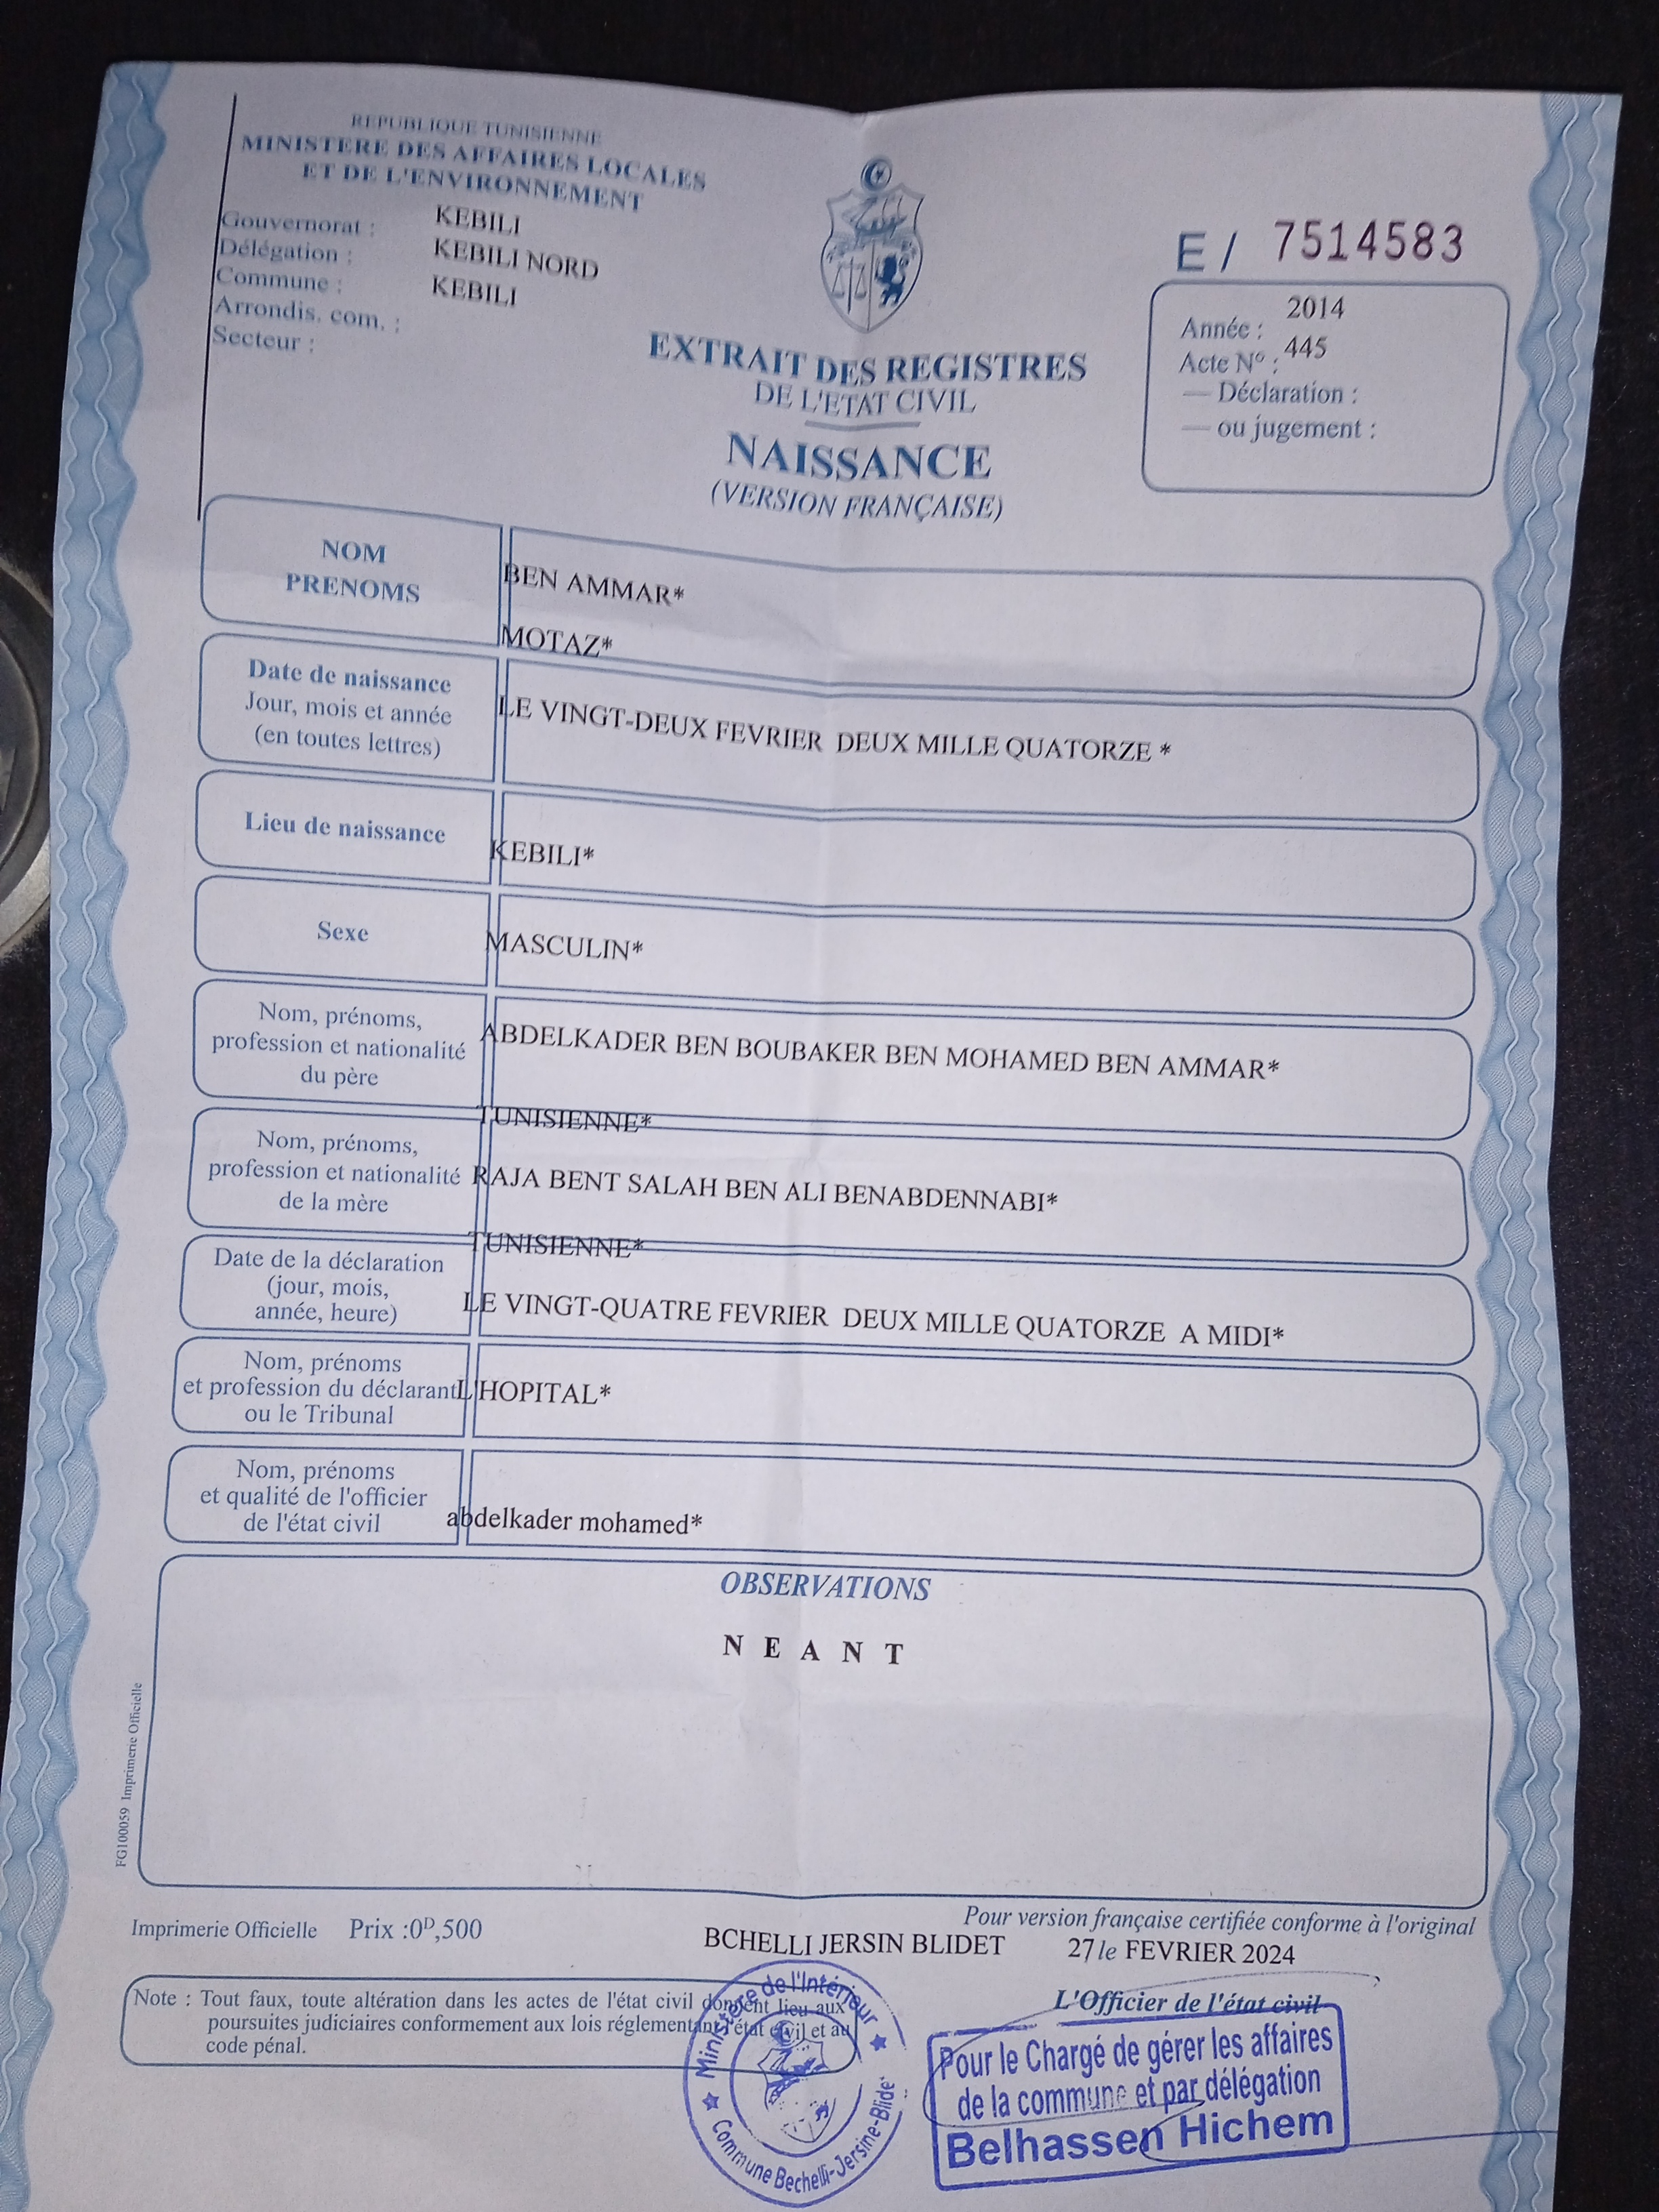 REPUBLIQUE TUNISIENNE
MINISTERE DES AFFAIRES LOCALES
ET DE L'ENVIRONNEMENT
Gouvernorat : KEBILI
Délégation : KEBILI NORD
Commune : KEBILI
Arrondis. com. :
Secteur :
E / 7514583
Année : 2014
Acte N° : 445
— Déclaration :
— ou jugement :
EXTRAIT DES REGISTRES
DE L'ETAT CIVIL
NAISSANCE
(VERSION FRANÇAISE)
NOM
PRENOMS
BEN AMMAR*
MOTAZ*
Date de naissance
Jour, mois et année
(en toutes lettres)
LE VINGT-DEUX FEVRIER DEUX MILLE QUATORZE *
Lieu de naissance
KEBILI*
Sexe
MASCULIN*
Nom, prénoms,
profession et nationalité
du père
ABDELKADER BEN BOUBAKER BEN MOHAMED BEN AMMAR*
TUNISIENNE*
Nom, prénoms,
profession et nationalité
de la mère
RAJA BENT SALAH BEN ALI BENABDENNABI*
TUNISIENNE*
Date de la déclaration
(jour, mois,
année, heure)
LE VINGT-QUATRE FEVRIER DEUX MILLE QUATORZE A MIDI*
Nom, prénoms
et profession du déclarant
ou le Tribunal
L'HOPITAL*
Nom, prénoms
et qualité de l'officier
de l'état civil
abdelkader mohamed*
OBSERVATIONS
N E A N T
FG100059 Imprimerie Officielle
Imprimerie Officielle Prix :0D,500
Pour version française certifiée conforme à l'original
BCHELLI JERSIN BLIDET 27 le FEVRIER 2024
L'Officier de l'état civil
Note : Tout faux, toute altération dans les actes de l'état civil donnent lieu aux
poursuites judiciaires conformement aux lois réglementant l'état civil et au
code pénal.
Ministère de l'Intérieur
Commune Bechelli-Jersine-Blidet
Pour le Chargé de gérer les affaires
de la commune et par délégation
Belhassen Hichem